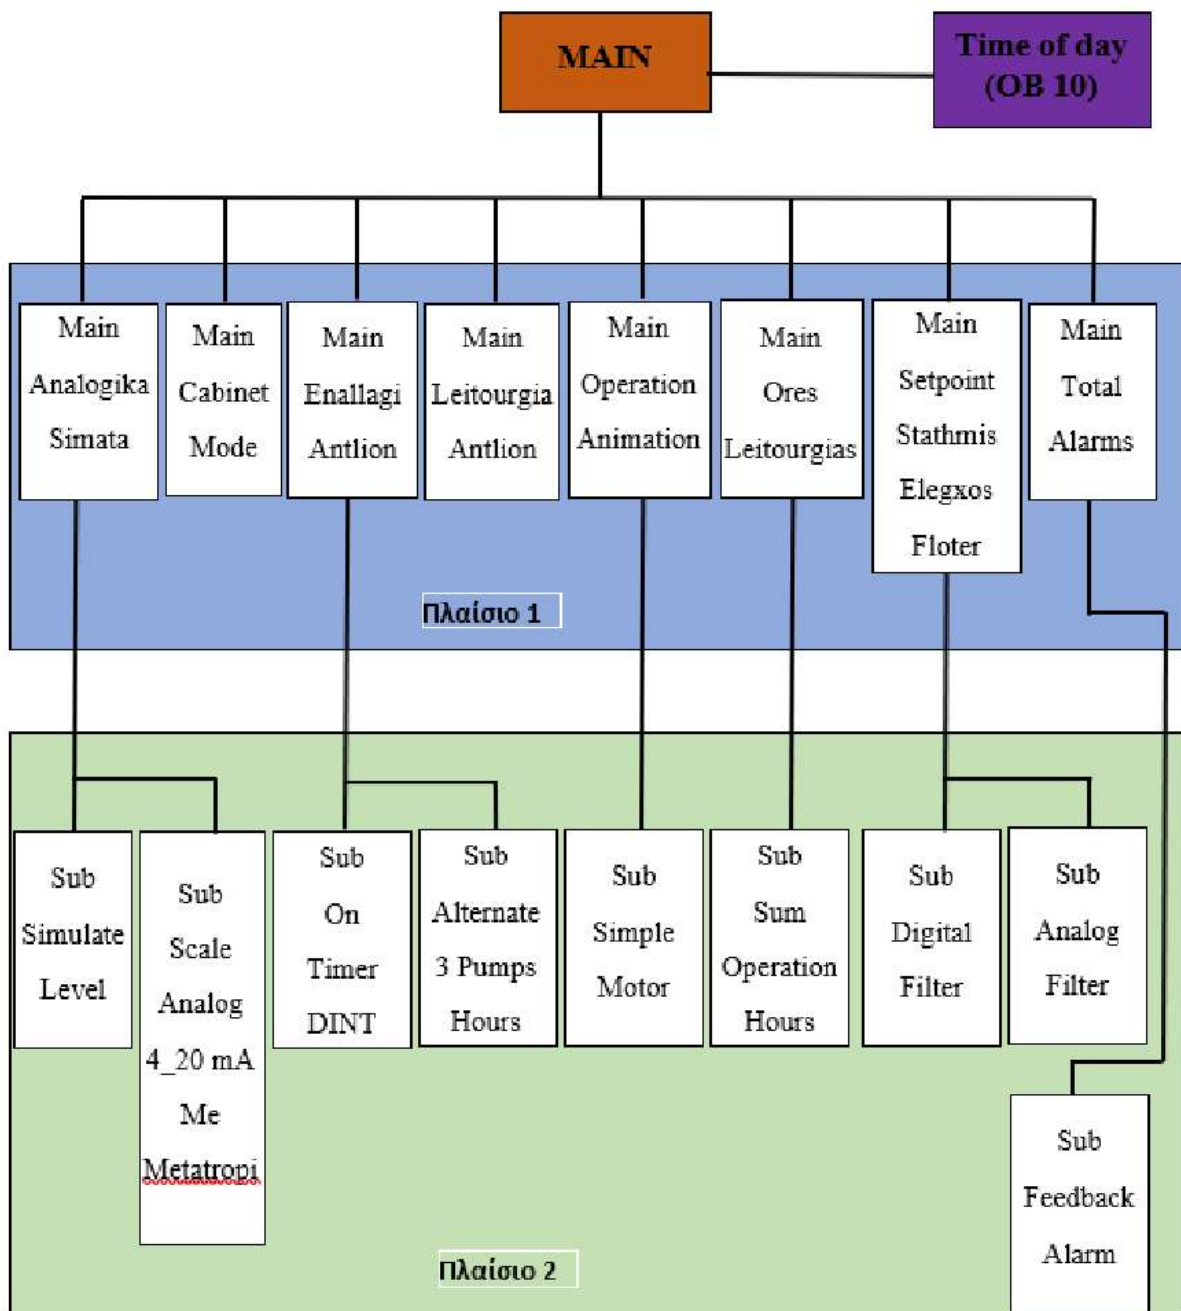 MAIN
Time of day
(OB 10)
Main
Analogika
Simata
Main
Cabinet
Mode
Main
Enallagi
Antlion
Main
Leitourgia
Antlion
Main
Operation
Animation
Main
Ores
Leitourgias
Main
Setpoint
Stathmis
Elegxos
Floter
Main
Total
Alarms
Πλαίσιο 1
Sub
Simulate
Level
Sub
Scale
Analog
4_20 mA
Me
Metatropi
Sub
On
Timer
DINT
Sub
Alternate
3 Pumps
Hours
Sub
Simple
Motor
Sub
Sum
Operation
Hours
Sub
Digital
Filter
Sub
Analog
Filter
Sub
Feedback
Alarm
Πλαίσιο 2